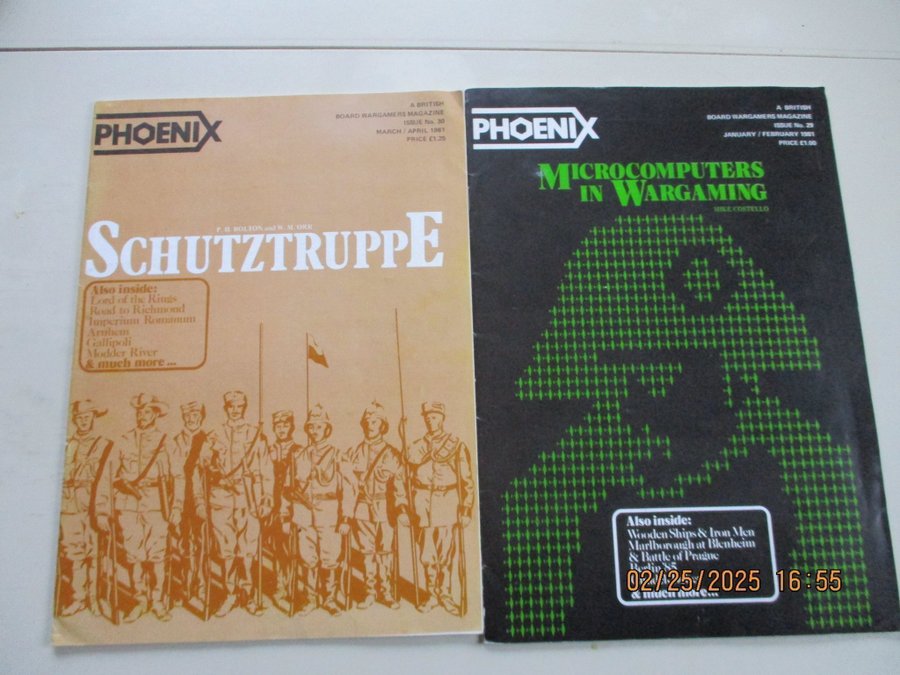 PHOENIX
A BRITISH
BOARD WARGAMERS MAGAZINE
ISSUE No. 30
MARCH / APRIL 1981
PRICE £1.25
P. H. BOLTON and W. M. ORR
SCHUTZTRUPPE
Also inside:
Lord of the Rings
Road to Richmond
Imperium Romanum
Arnhem
Gallipoli
Modder River
& much more ...
PHOENIX
A BRITISH
BOARD WARGAMERS MAGAZINE
ISSUE No. 29
JANUARY / FEBRUARY 1981
PRICE £1.00
MICROCOMPUTERS
IN WARGAMING
MIKE COSTELLO
Also inside:
Wooden Ships & Iron Men
Marlborough at Blenheim
& Battle of Prague
Berlin '85
& much more...
02/25/2025 16:55